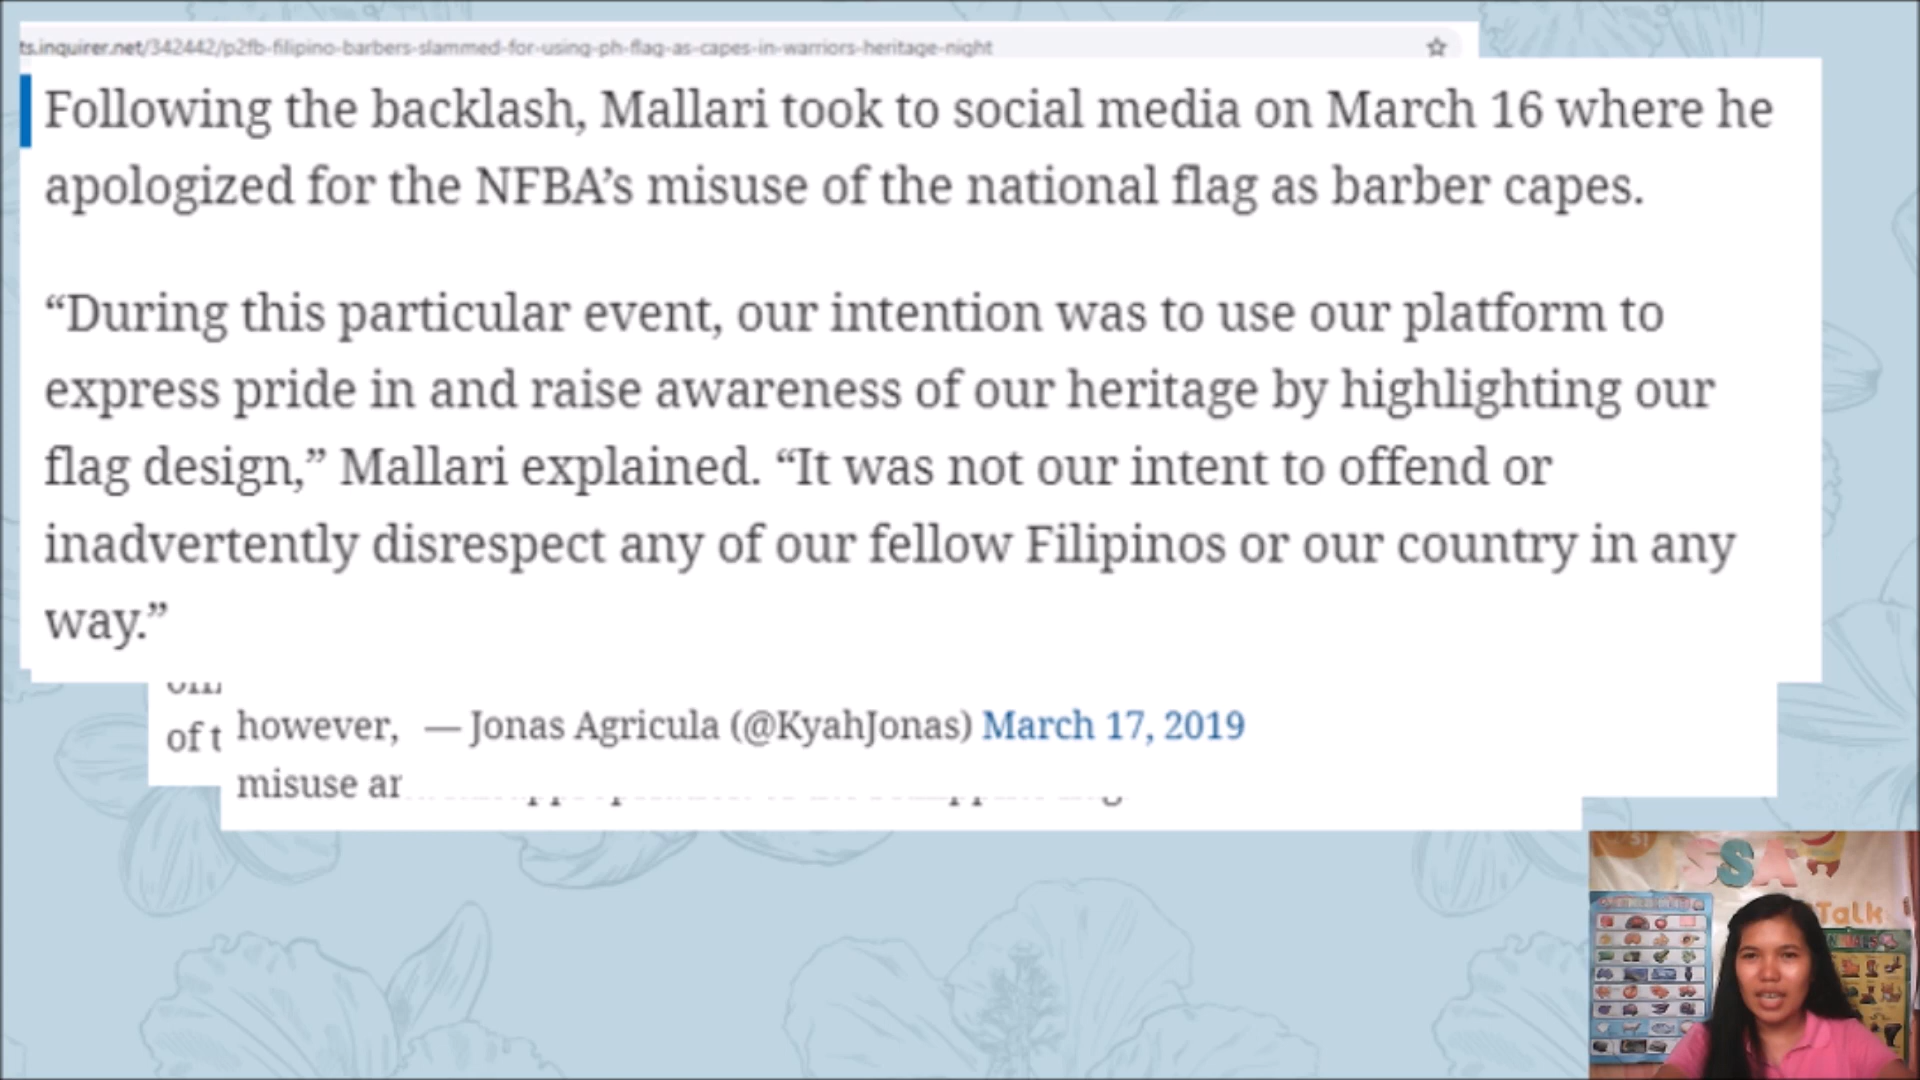 ts.inquirer.net/342442/p2fb-filipino-barbers-slammed-for-using-ph-flag-as-capes-in-warriors-heritage-night
Following the backlash, Mallari took to social media on March 16 where he
apologized for the NFBA’s misuse of the national flag as barber capes.
“During this particular event, our intention was to use our platform to
express pride in and raise awareness of our heritage by highlighting our
flag design,” Mallari explained. “It was not our intent to offend or
inadvertently disrespect any of our fellow Filipinos or our country in any
way.”
of t
however, — Jonas Agricula (@KyahJonas) March 17, 2019
misuse ar
SSA
Talk